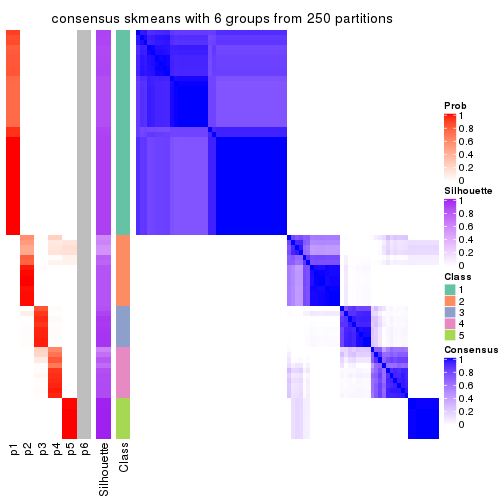 consensus skmeans with 6 groups from 250 partitions
Prob
1
0.8
0.6
0.4
0.2
0
Silhouette
1
0.8
0.6
0.4
0.2
0
Class
1
2
3
4
5
Consensus
1
0.8
0.6
0.4
0.2
0
p1
p2
p3
p4
p5
p6
Silhouette
Class